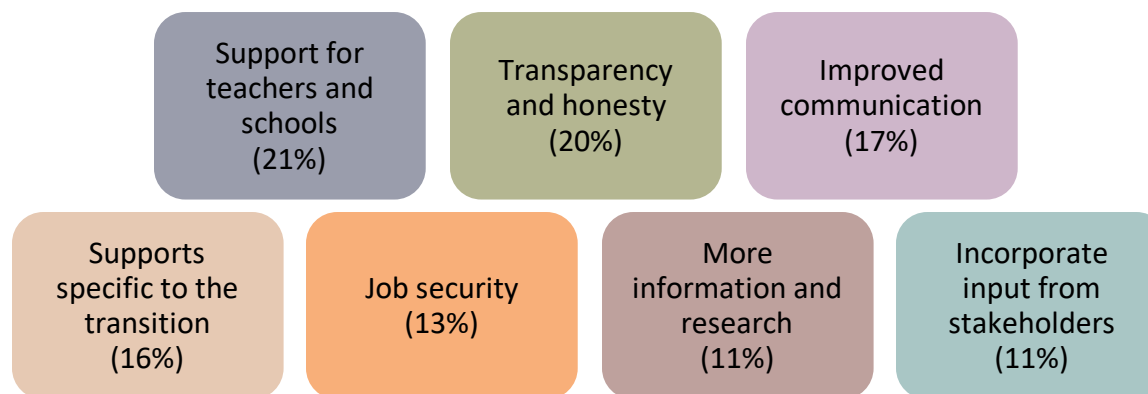 Support for
teachers and
schools
(21%)
Transparency
and honesty
(20%)
Improved
communication
(17%)
Supports
specific to the
transition
(16%)
Job security
(13%)
More
information and
research
(11%)
Incorporate
input from
stakeholders
(11%)